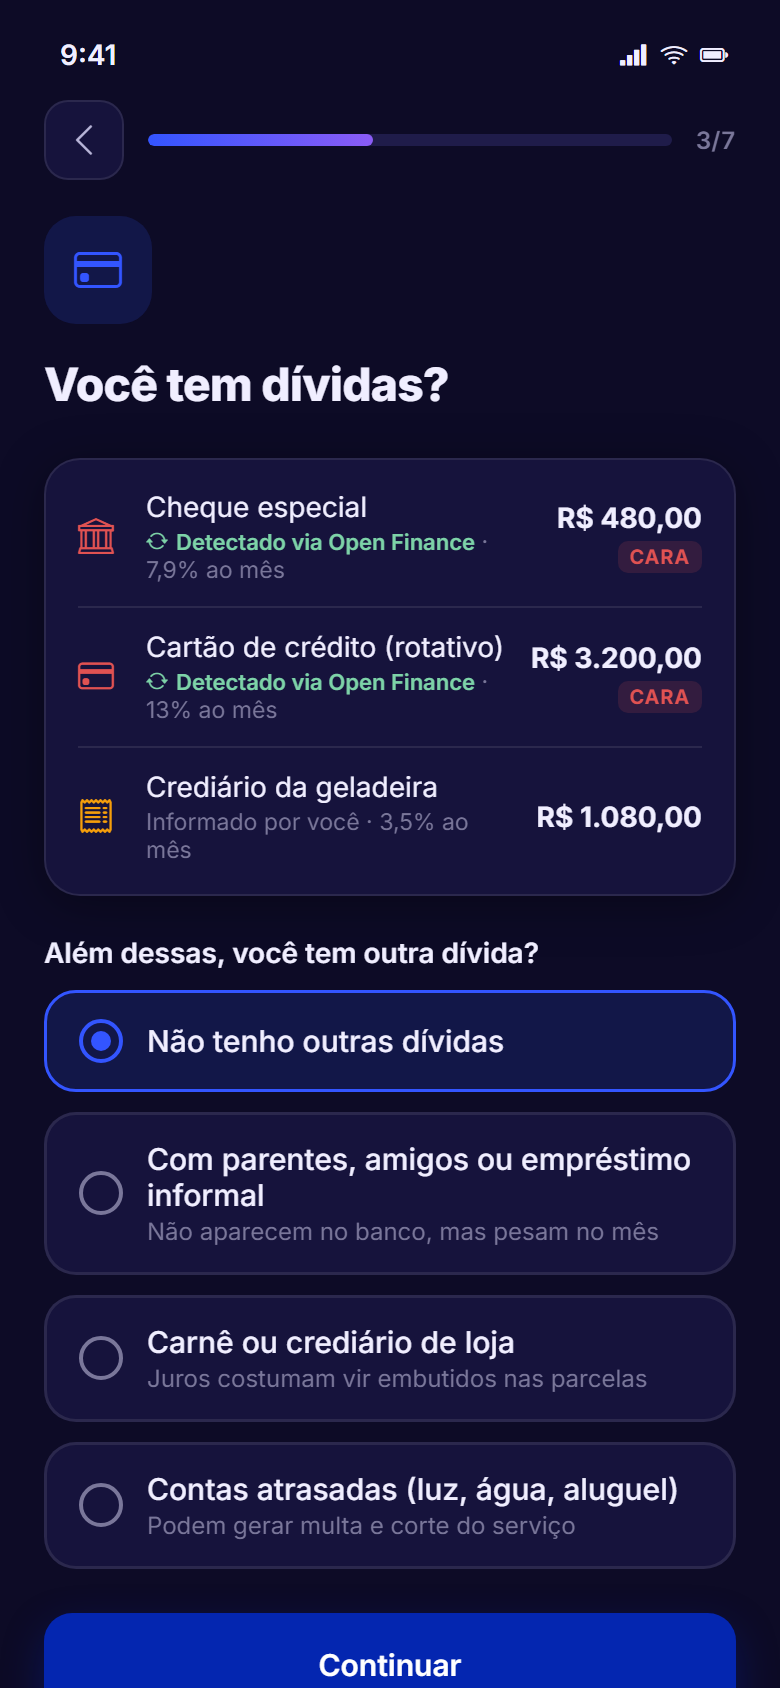 9:41
3/7
Você tem dívidas?
Cheque especial
Detectado via Open Finance ·
7,9% ao mês
R$ 480,00
CARA
Cartão de crédito (rotativo)
Detectado via Open Finance ·
13% ao mês
R$ 3.200,00
CARA
Crediário da geladeira
Informado por você · 3,5% ao
mês
R$ 1.080,00
Além dessas, você tem outra dívida?
Não tenho outras dívidas
Com parentes, amigos ou empréstimo
informal
Não aparecem no banco, mas pesam no mês
Carnê ou crediário de loja
Juros costumam vir embutidos nas parcelas
Contas atrasadas (luz, água, aluguel)
Podem gerar multa e corte do serviço
Continuar